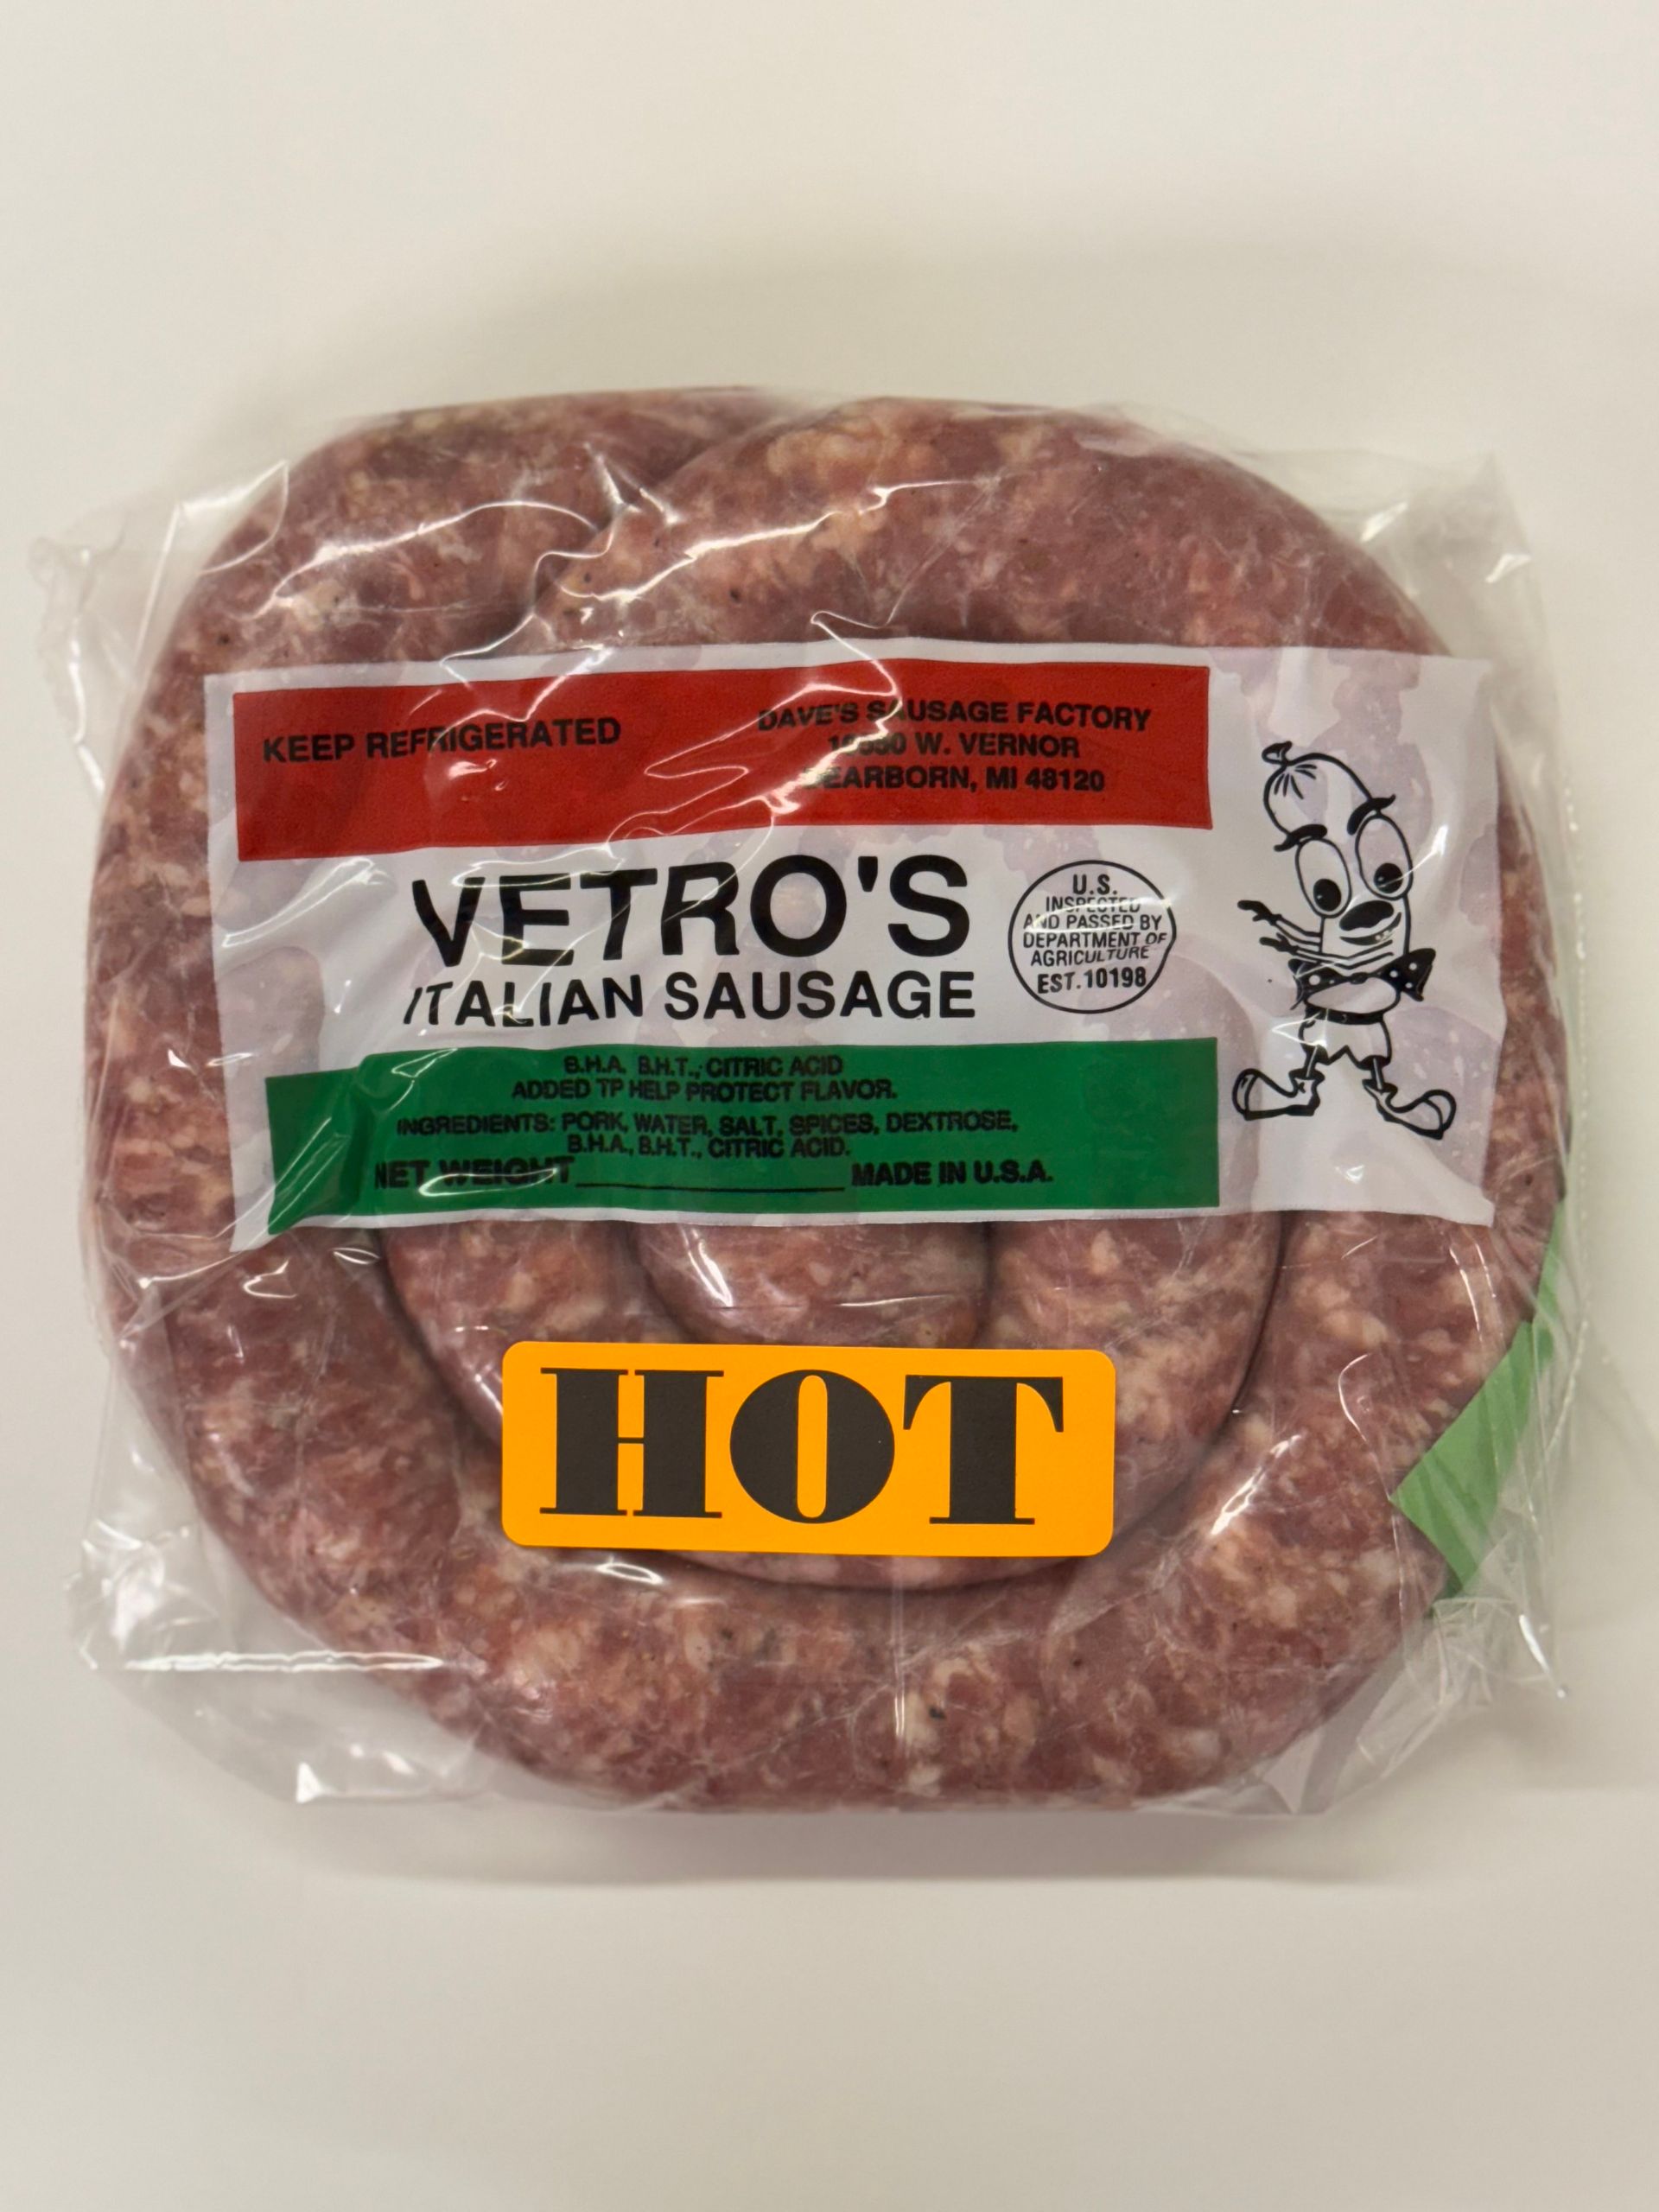 KEEP REFRIGERATED
DAVE'S SAUSAGE FACTORY
W. VERNOR
DEARBORN, MI 48120
VETRO'S
ITALIAN SAUSAGE
U.S.
INSPECTED
AND PASSED BY
DEPARTMENT OF
AGRICULTURE
EST. 10198
B.H.A. B.H.T., CITRIC ACID
ADDED TP HELP PROTECT FLAVOR.
INGREDIENTS: PORK, WATER, SALT, SPICES, DEXTROSE,
B.H.A., B.H.T., CITRIC ACID.
NET WEIGHT MADE IN U.S.A.
HOT